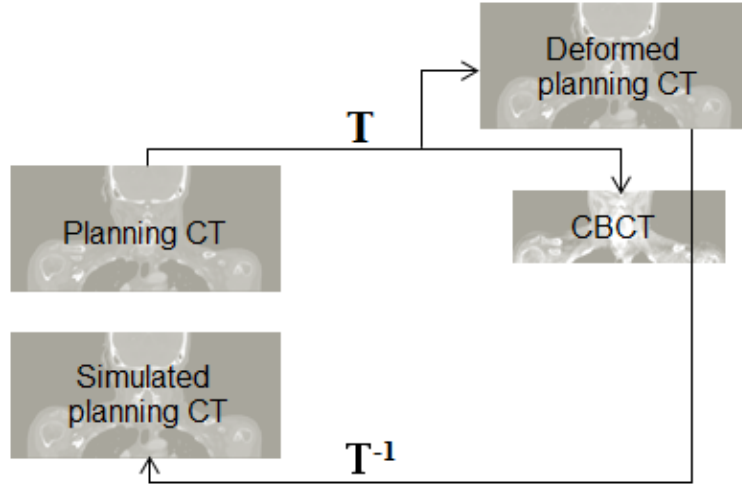 Deformed
planning CT
T
Planning CT
CBCT
Simulated
planning CT
T⁻¹